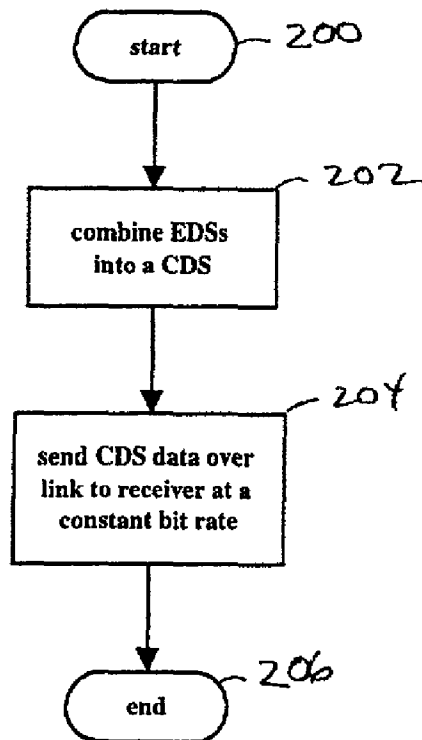 start
200
202
combine EDSs
into a CDS
204
send CDS data over
link to receiver at a
constant bit rate
206
end